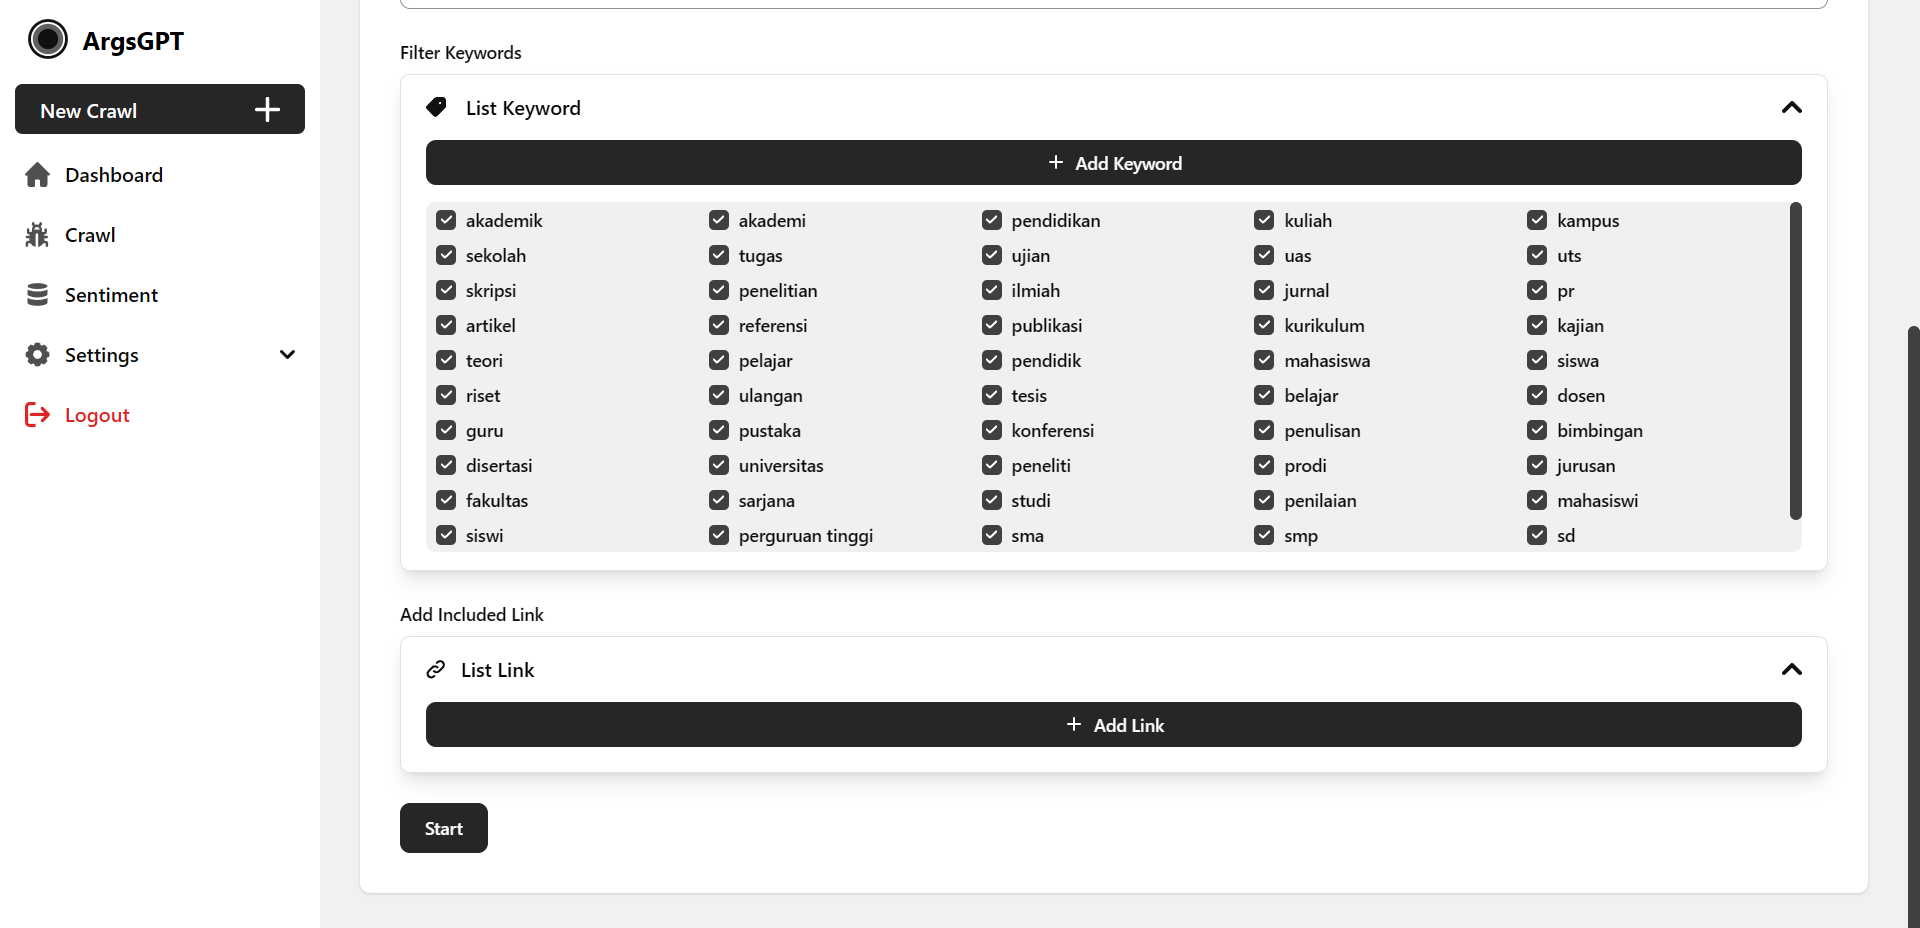 ArgsGPT
New Crawl
Dashboard
Crawl
Sentiment
Settings
Logout
Filter Keywords
List Keyword
Add Keyword
akademik akademi pendidikan kuliah kampus
sekolah tugas ujian uas uts
skripsi penelitian ilmiah jurnal pr
artikel referensi publikasi kurikulum kajian
teori pelajar pendidik mahasiswa siswa
riset ulangan tesis belajar dosen
guru pustaka konferensi penulisan bimbingan
disertasi universitas peneliti prodi jurusan
fakultas sarjana studi penilaian mahasiswi
siswi perguruan tinggi sma smp sd
Add Included Link
List Link
Add Link
Start